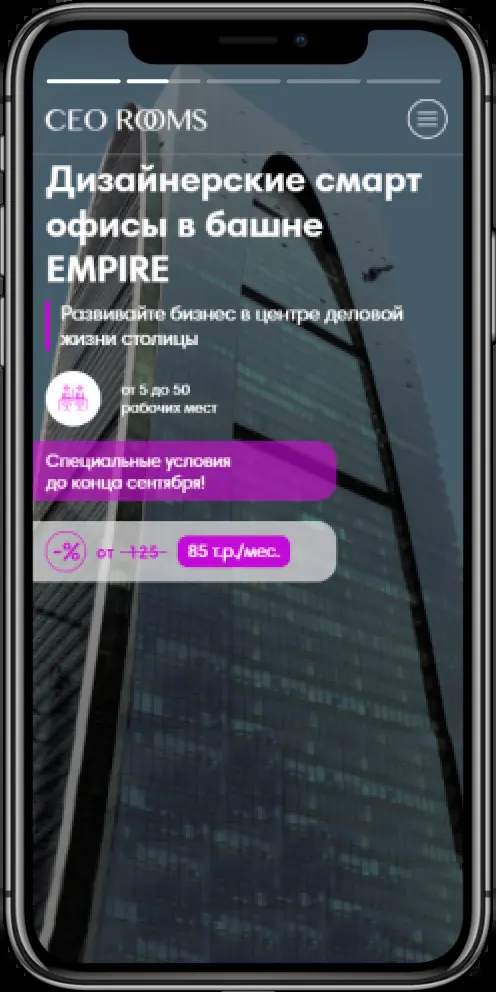 CEO ROOMS
Дизайнерские смарт
офисы в башне
EMPIRE
Развивайте бизнес в центре деловой
жизни столицы
от 5 до 50
рабочих мест
Специальные условия
до конца сентября!
-% от 125 85 т.р./мес.